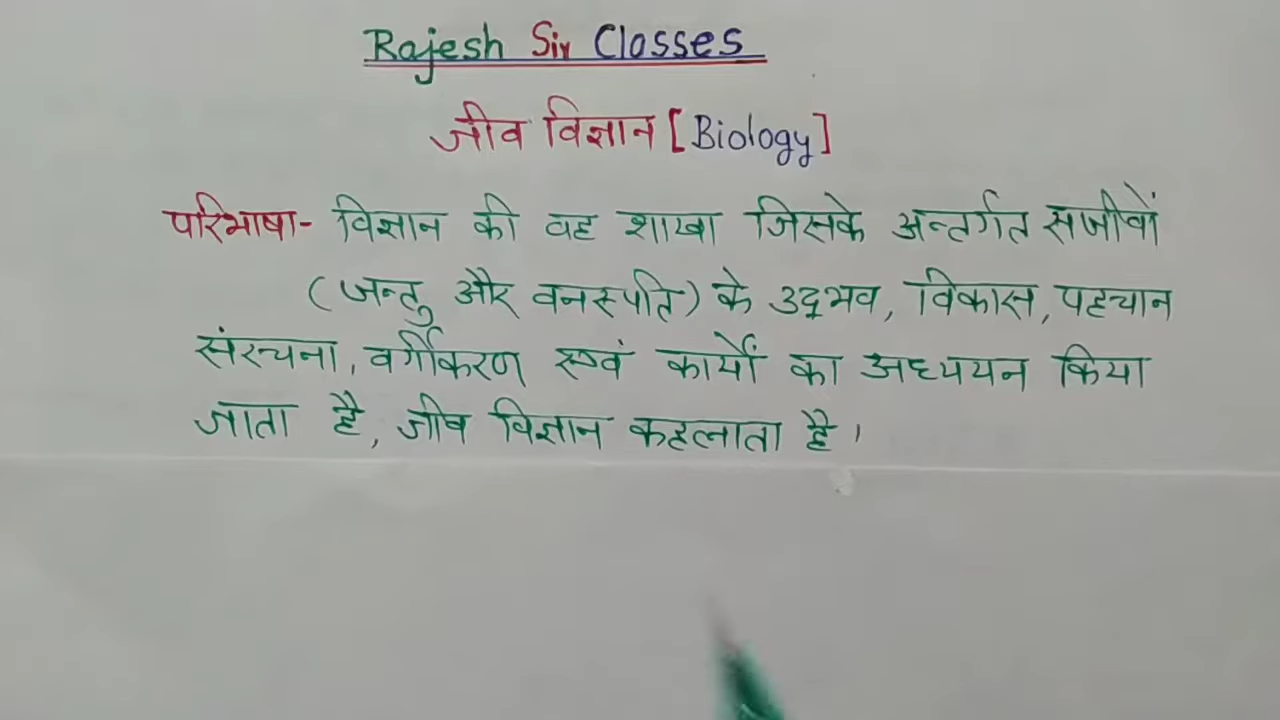 Rajesh Sir Classes
जीव विज्ञान [Biology]
परिभाषा- विज्ञान की वह शाखा जिसके अन्तर्गत सजीवों
(जन्तु और वनस्पति) के उद्भव, विकास, पहचान
संरचना, वर्गीकरण एवं कार्यों का अध्ययन किया
जाता है, जीव विज्ञान कहलाता है।